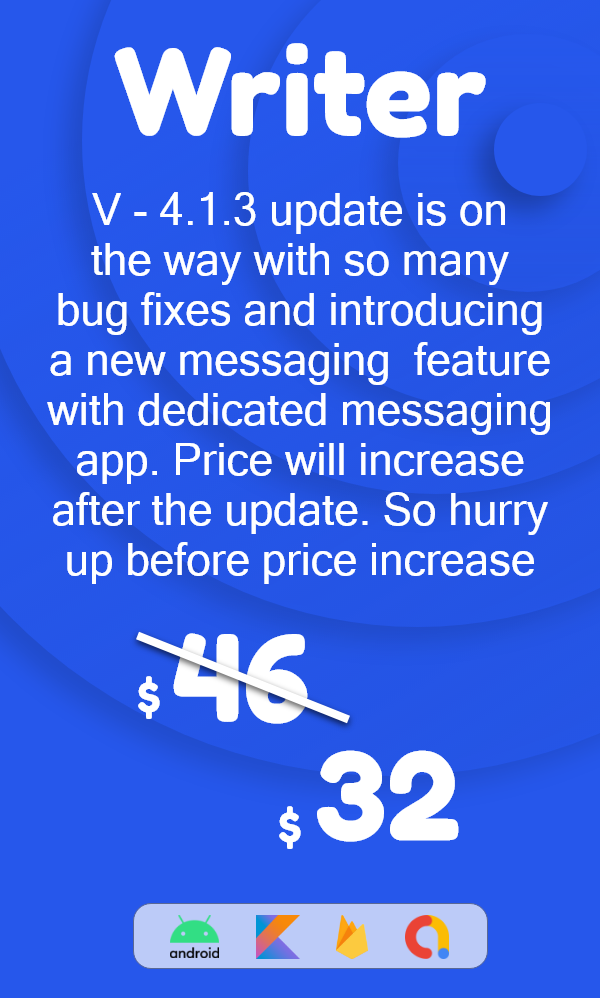 Writer
V - 4.1.3 update is on
the way with so many
bug fixes and introducing
a new messaging  feature
with dedicated messaging
app. Price will increase
after the update. So hurry
up before price increase
$ 46
$ 32
android